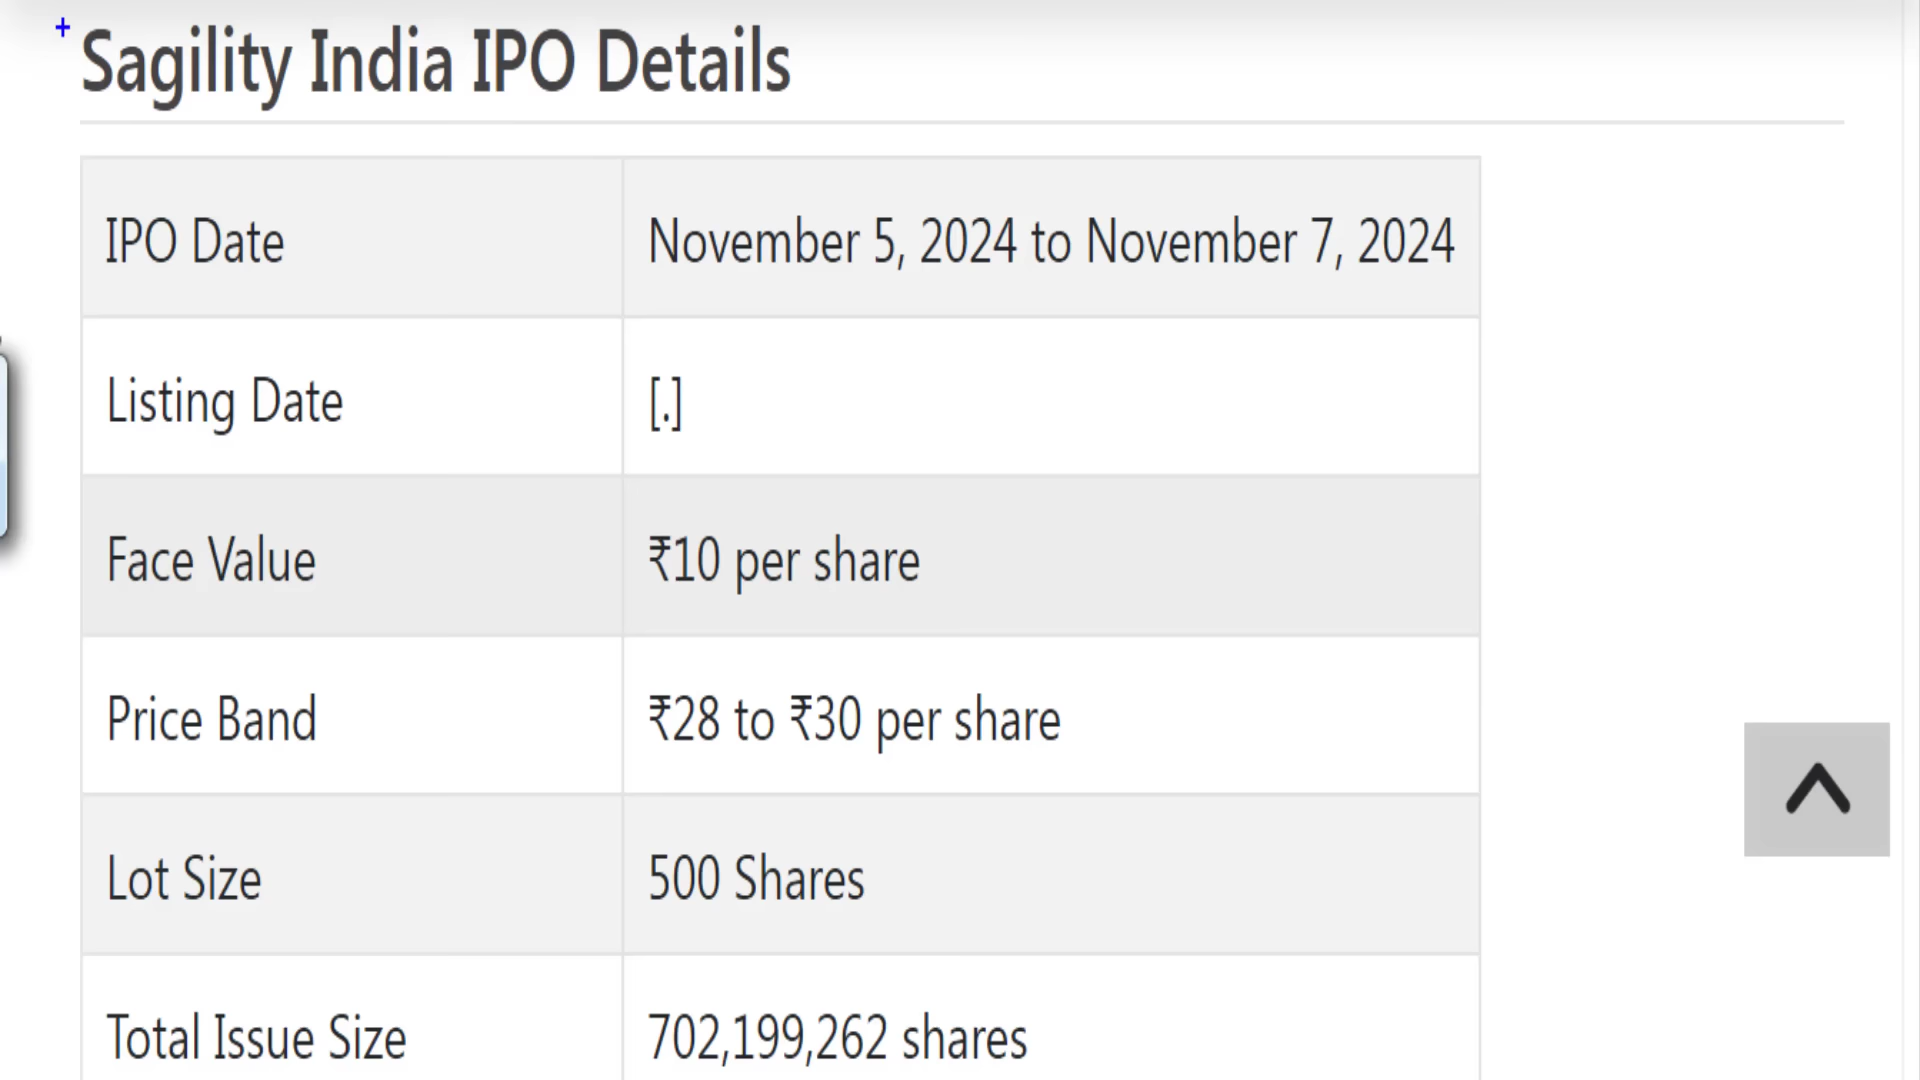 Sagility India IPO Details
IPO Date November 5, 2024 to November 7, 2024
Listing Date [.]
Face Value ₹10 per share
Price Band ₹28 to ₹30 per share
Lot Size 500 Shares
Total Issue Size 702,199,262 shares